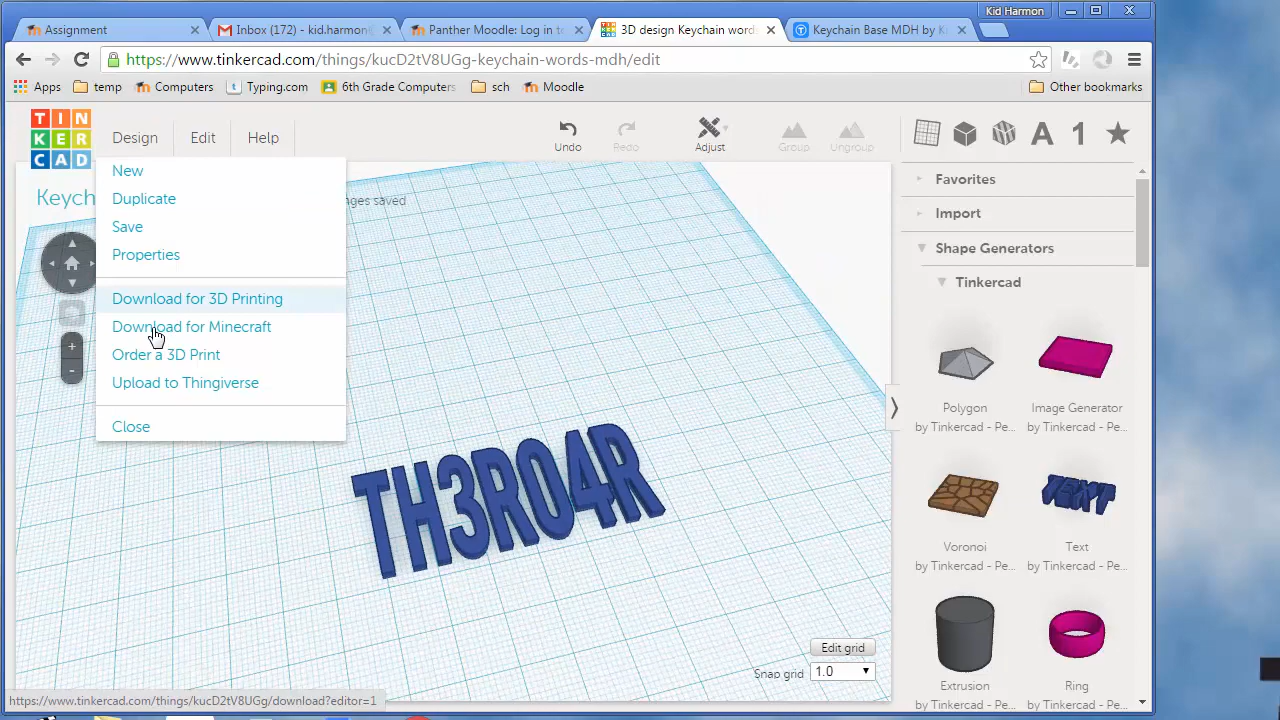 Kid Harmon
Assignment
Inbox (172) - kid.harmon@
Panther Moodle: Log in to
3D design Keychain words
Keychain Base MDH by K
https://www.tinkercad.com/things/kucD2tV8UGg-keychain-words-mdh/edit
Apps
temp
Computers
Typing.com
6th Grade Computers
sch
Moodle
Other bookmarks
TINKERCAD
Design
Edit
Help
Undo
Redo
Adjust
Group
Ungroup
A
1
Keych
nges saved
New
Duplicate
Save
Properties
Download for 3D Printing
Download for Minecraft
Order a 3D Print
Upload to Thingiverse
Close
TH3R04R
Favorites
Import
Shape Generators
Tinkercad
Polygon
by Tinkercad - Pe...
Image Generator
by Tinkercad - Pe...
TEXT
Voronoi
by Tinkercad - Pe...
Text
by Tinkercad - Pe...
Extrusion
by Tinkercad - Pe...
Ring
by Tinkercad - Pe...
Edit grid
Snap grid 1.0
https://www.tinkercad.com/things/kucD2tV8UGg/download?editor=1